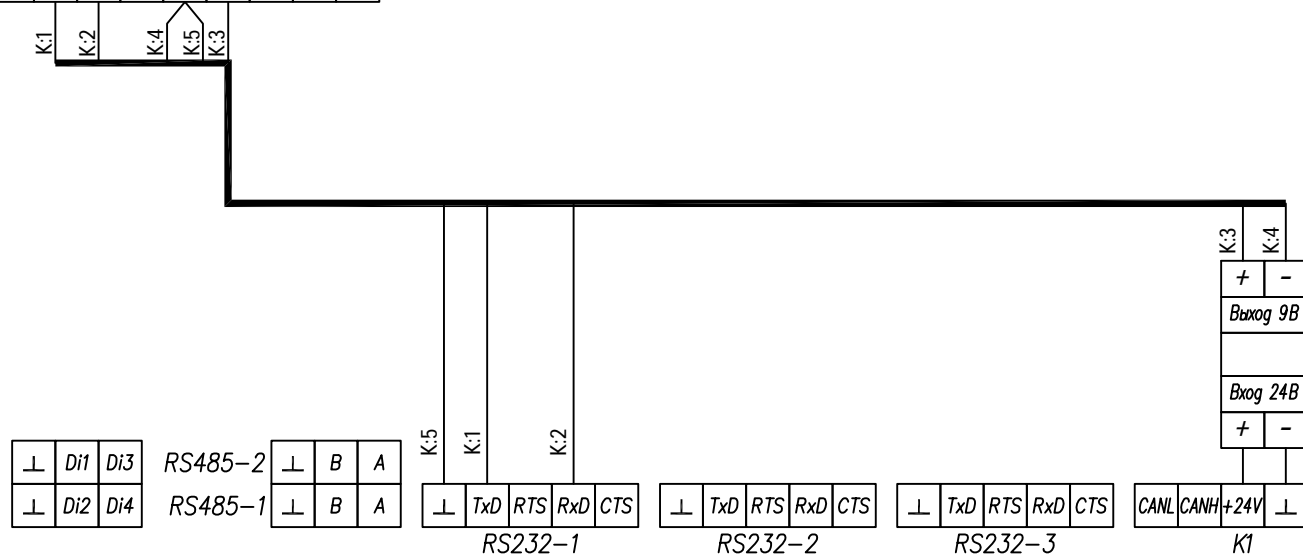 K:1 K:2 K:4 K:5 K:3
K:3 K:4
+ -
Выход 9В
Вход 24В
+ -
K:5 K:1 K:2
⊥ Di1 Di3 RS485-2 ⊥ B A
⊥ Di2 Di4 RS485-1 ⊥ B A
⊥ TxD RTS RxD CTS ⊥ TxD RTS RxD CTS ⊥ TxD RTS RxD CTS CANL CANH +24V ⊥
RS232-1 RS232-2 RS232-3 K1